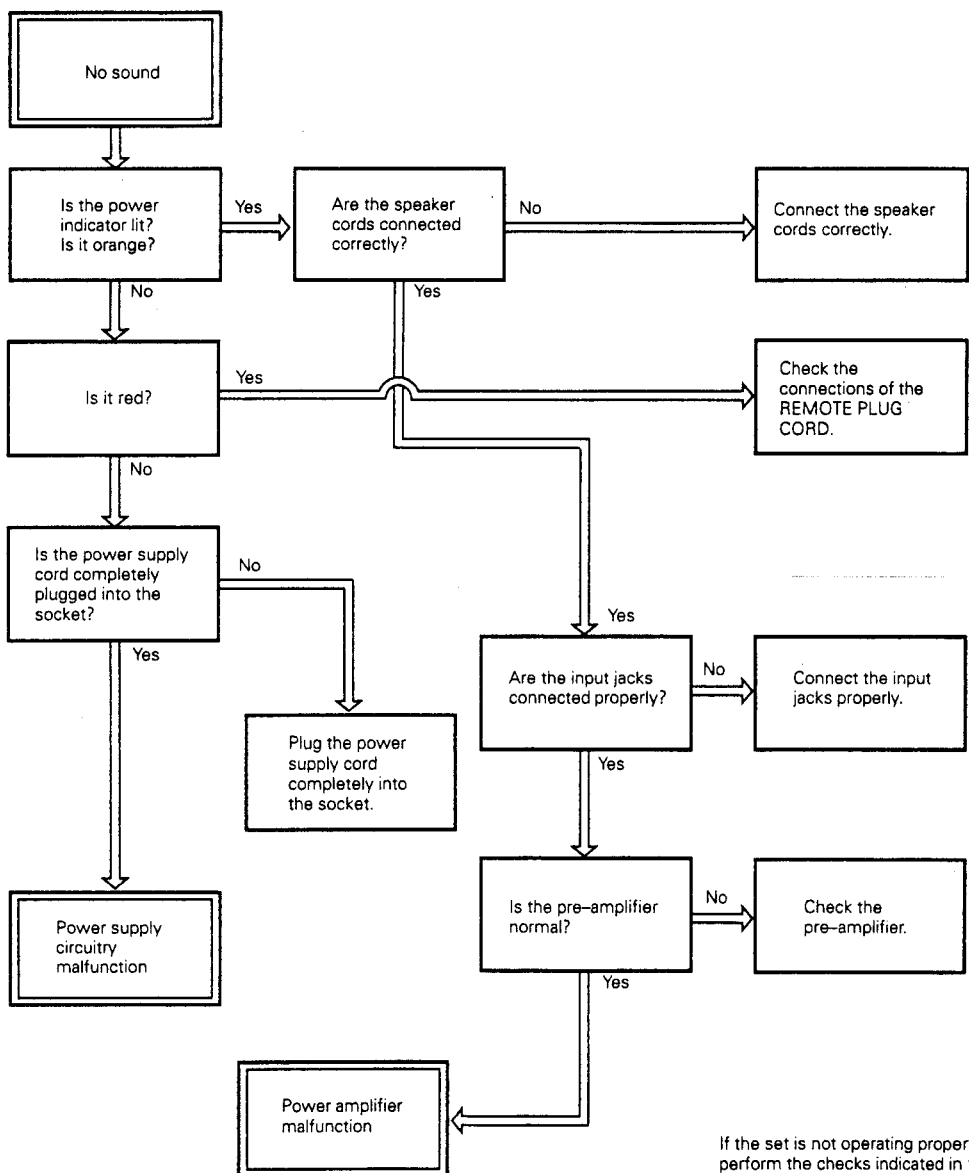 No sound
Is the power
indicator lit?
Is it orange?
Yes
Are the speaker
cords connected
correctly?
No
Connect the speaker
cords correctly.
No
Yes
Is it red?
Yes
Check the
connections of the
REMOTE PLUG
CORD.
No
Is the power supply
cord completely
plugged into the
socket?
No
Yes
Yes
Are the input jacks
connected properly?
No
Connect the input
jacks properly.
Plug the power
supply cord
completely into
the socket.
Yes
Is the pre-amplifier
normal?
No
Check the
pre-amplifier.
Power supply
circuitry
malfunction
Yes
Power amplifier
malfunction
If the set is not operating
perform the checks indicated in